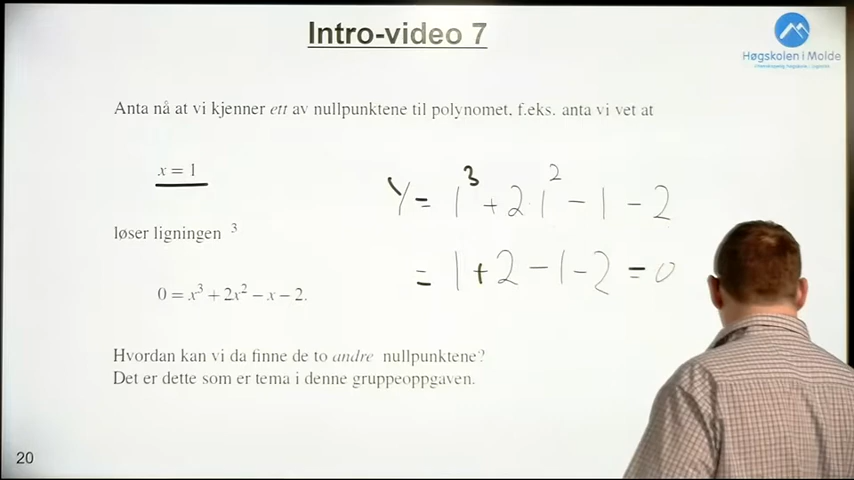 Intro-video 7
Høgskolen i Molde
Anta nå at vi kjenner ett av nullpunktene til polynomet, f.eks. anta vi vet at
x = 1
y = 1³ + 2·1² − 1 − 2
løser ligningen ³
= 1 + 2 − 1 − 2 = 0
0 = x³ + 2x² − x − 2.
Hvordan kan vi da finne de to andre nullpunktene?
Det er dette som er tema i denne gruppeoppgaven.
20